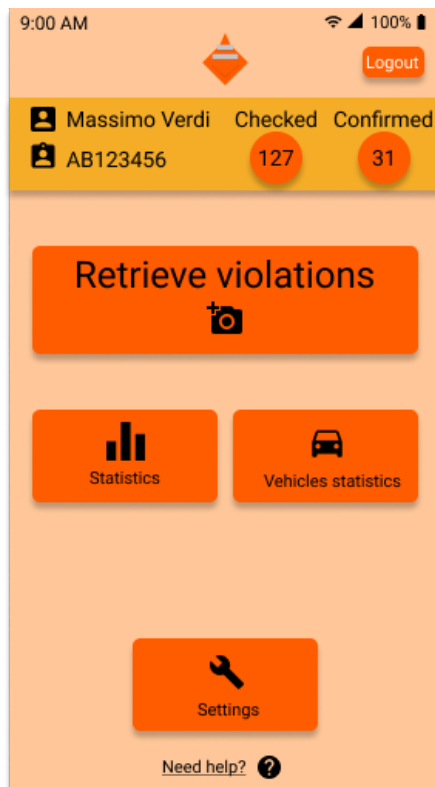 9:00 AM 100%
Logout
Massimo Verdi Checked Confirmed
AB123456 127 31
Retrieve violations
Statistics Vehicles statistics
Settings
Need help?